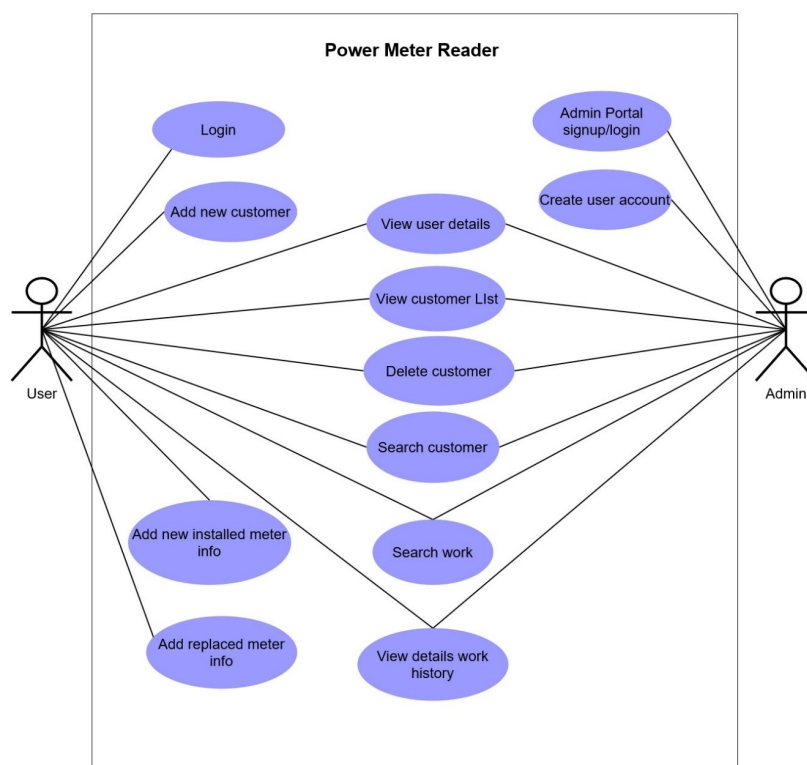 Power Meter Reader
Login
Admin Portal
signup/login
Add new customer
Create user account
View user details
View customer LIst
Delete customer
User
Admin
Search customer
Add new installed meter
info
Search work
Add replaced meter
info
View details work
history